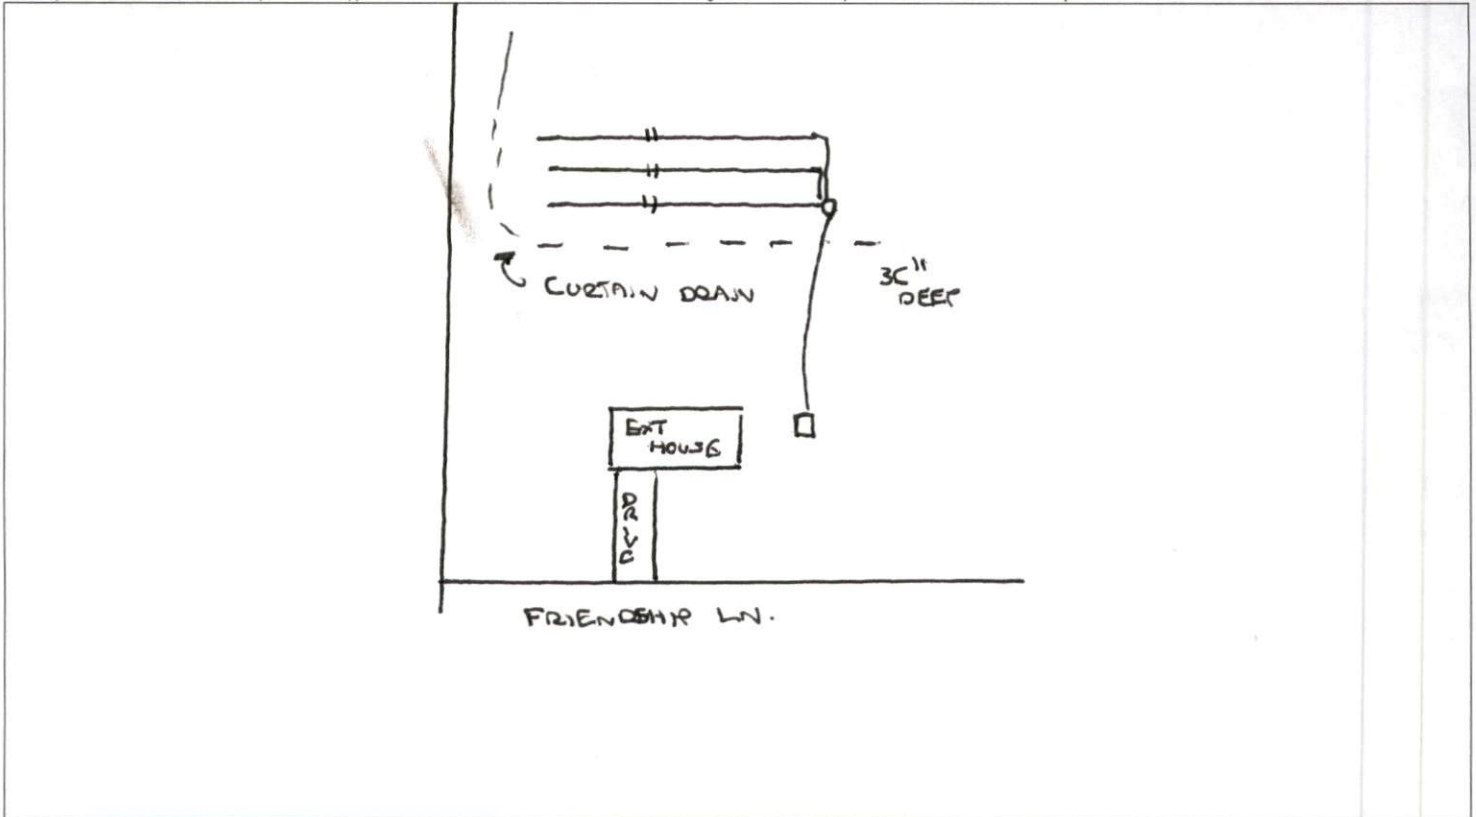 CURTAIN DRAIN
36"
DEEP
EXT
HOUSE
DRIVE
FRIENDSHIP LN.